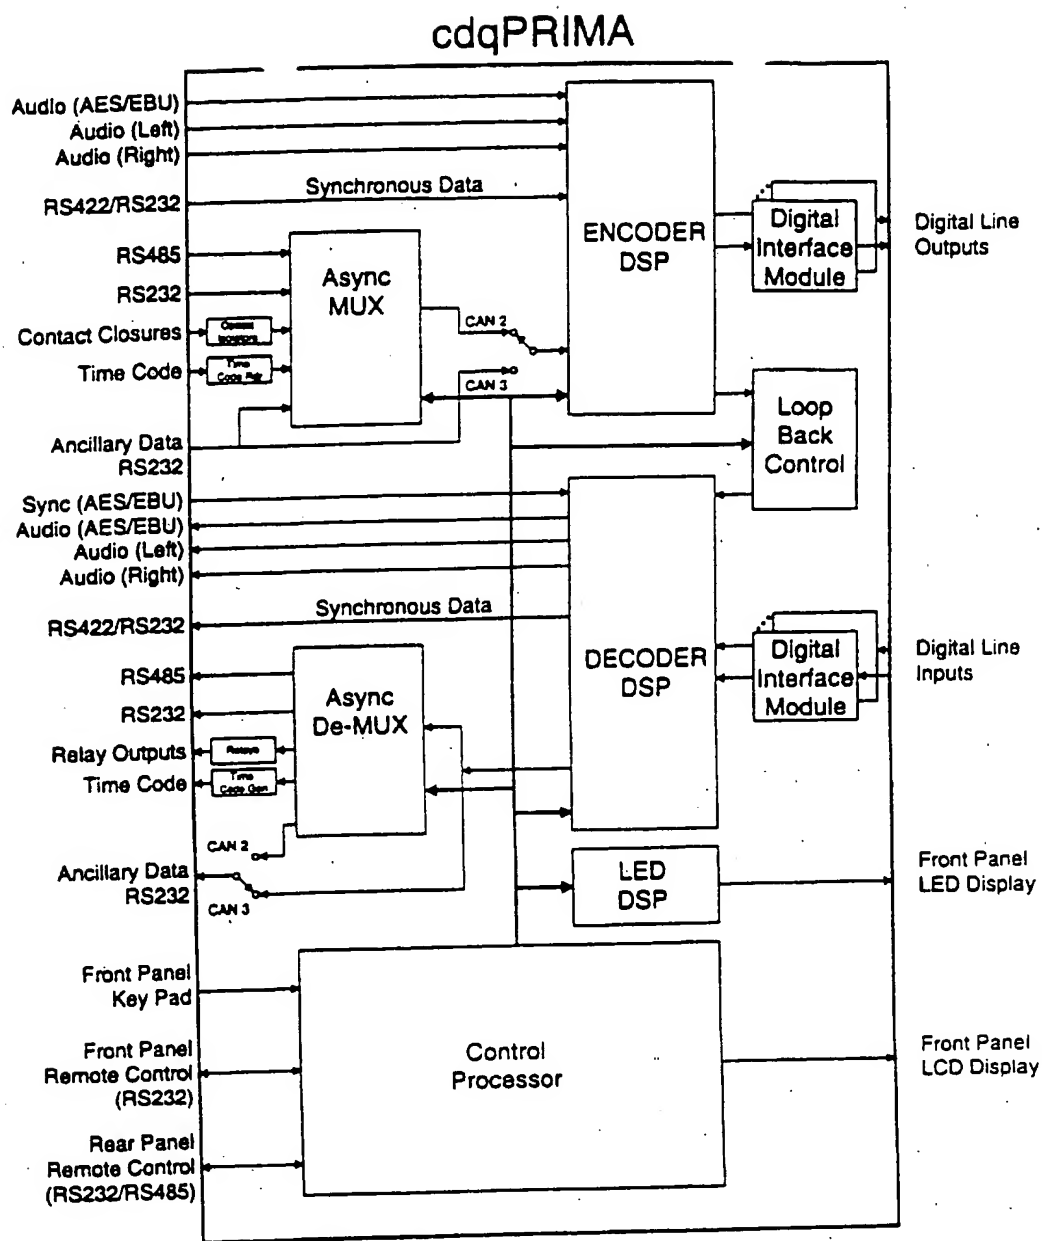 cdqPRIMA
Audio (AES/EBU)
Audio (Left)
Audio (Right)
Synchronous Data
RS422/RS232
RS485
RS232
Contact Closures
Time Code
Time
Code Rdr
Async
MUX
CAN 2
CAN 3
ENCODER
DSP
Digital
Interface
Module
Digital Line
Outputs
Ancillary Data
RS232
Loop
Back
Control
Sync (AES/EBU)
Audio (AES/EBU)
Audio (Left)
Audio (Right)
Synchronous Data
RS422/RS232
RS485
RS232
Relay Outputs
Relays
Time Code
Time
Code Gen
Async
De-MUX
DECODER
DSP
Digital
Interface
Module
Digital Line
Inputs
CAN 2
Ancillary Data
RS232
CAN 3
LED
DSP
Front Panel
LED Display
Front Panel
Key Pad
Front Panel
Remote Control
(RS232)
Rear Panel
Remote Control
(RS232/RS485)
Control
Processor
Front Panel
LCD Display